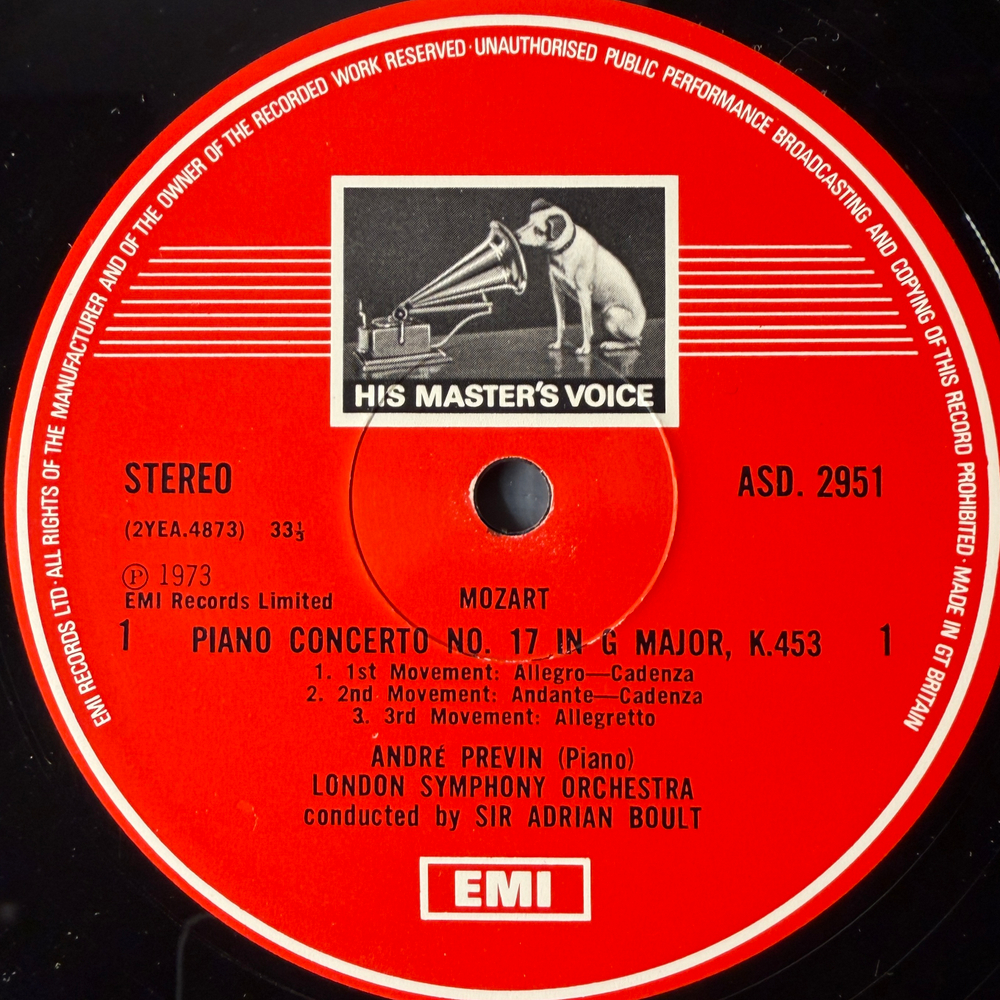 EMI RECORDS LTD · ALL RIGHTS OF THE MANUFACTURER AND OF THE OWNER OF THE RECORDED WORK RESERVED · UNAUTHORISED PUBLIC PERFORMANCE BROADCASTING AND COPYING OF THIS RECORD PROHIBITED · MADE IN GT BRITAIN
HIS MASTER'S VOICE
STEREO
ASD. 2951
(2YEA.4873) 33⅓
Ⓟ 1973
EMI Records Limited
MOZART
1 PIANO CONCERTO NO. 17 IN G MAJOR, K.453 1
1. 1st Movement: Allegro—Cadenza
2. 2nd Movement: Andante—Cadenza
3. 3rd Movement: Allegretto
ANDRÉ PREVIN (Piano)
LONDON SYMPHONY ORCHESTRA
conducted by SIR ADRIAN BOULT
EMI